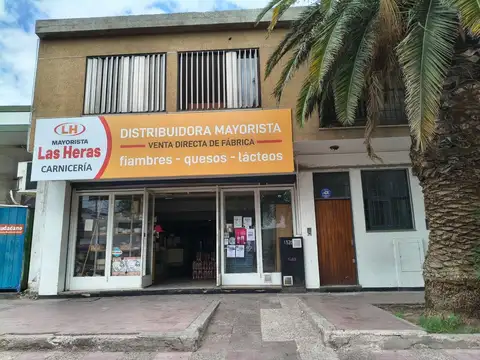 LH
MAYORISTA
Las Heras
CARNICERÍA
DISTRIBUIDORA MAYORISTA
VENTA DIRECTA DE FÁBRICA
fiambres - quesos - lácteos